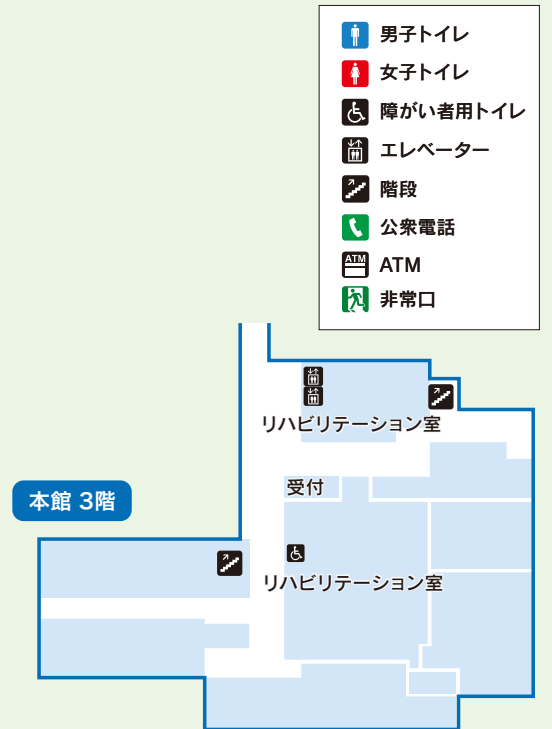 男子トイレ
女子トイレ
障がい者用トイレ
エレベーター
階段
公衆電話
ATM
ATM
非常口
リハビリテーション室
受付
本館 3階
リハビリテーション室